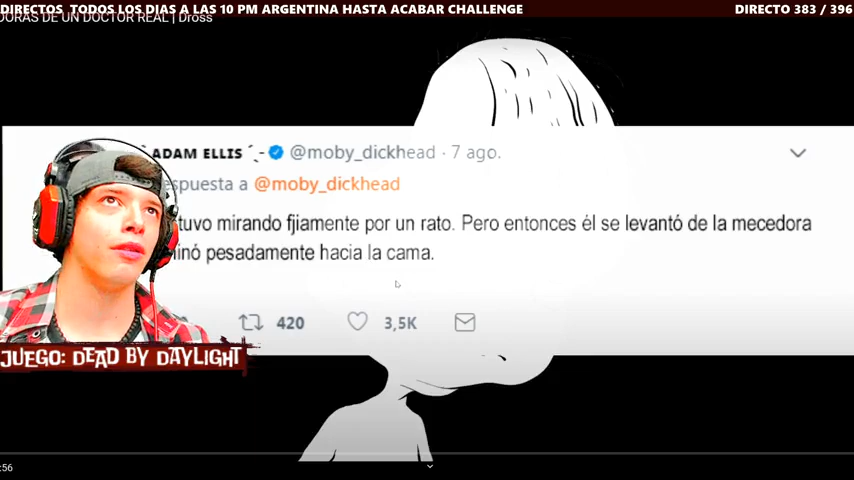 DIRECTOS TODOS LOS DIAS A LAS 10 PM ARGENTINA HASTA ACABAR CHALLENGE
DIRECTO 383 / 396
DE UN DOCTOR REAL | Dross
ADAM ELLIS @moby_dickhead · 7 ago.
spuesta a @moby_dickhead
tuvo mirando fjiamente por un rato. Pero entonces él se levantó de la mecedora
inó pesadamente hacia la cama.
420 3,5K
JUEGO: DEAD BY DAYLIGHT
:56